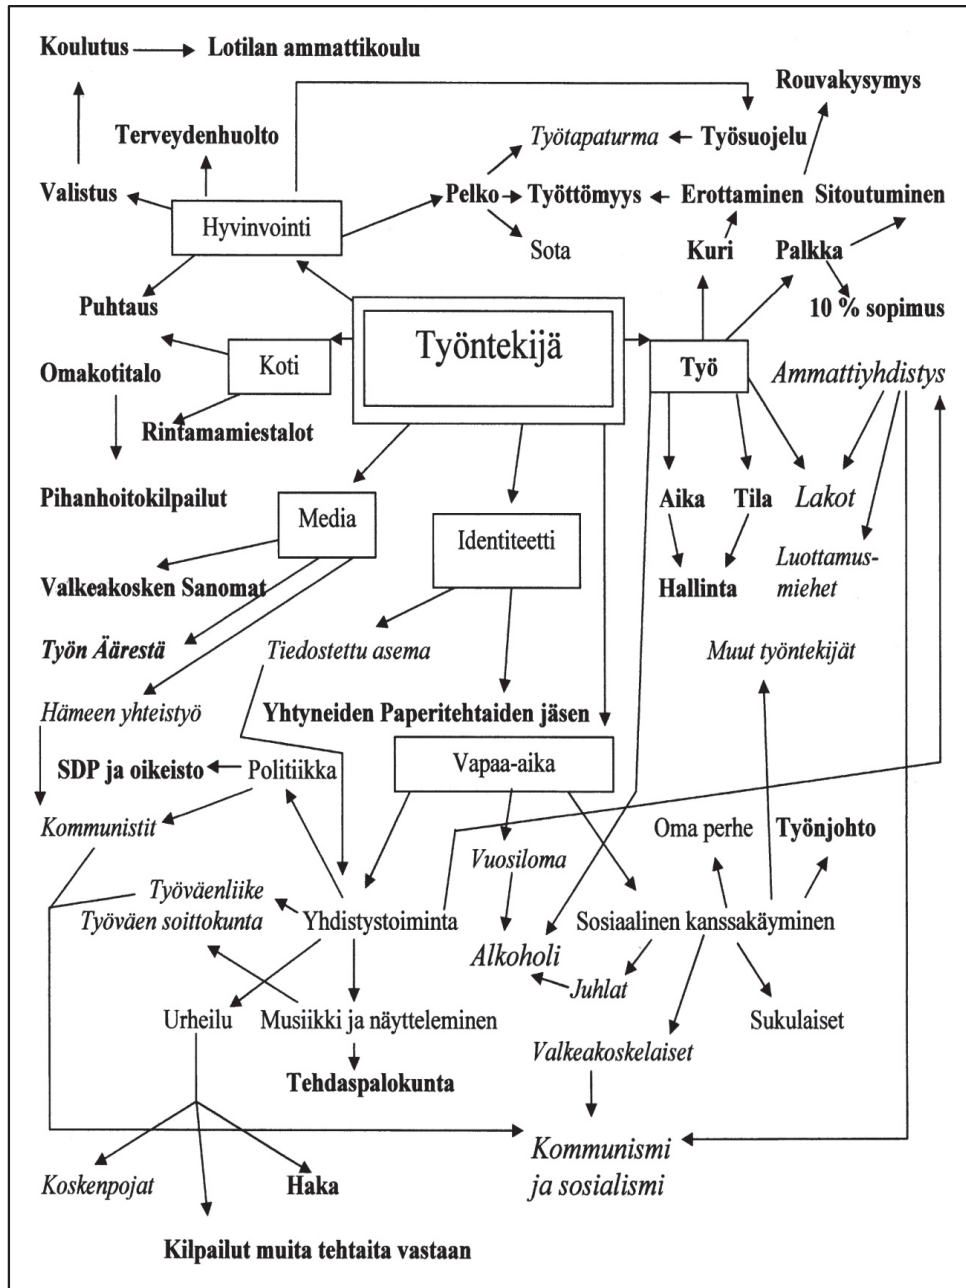 Koulutus
Lotilan ammattikoulu
Rouvakysymys
Terveydenhuolto
Työtapaturma
Työsuojelu
Valistus
Pelko
Työttömyys
Erottaminen
Sitoutuminen
Hyvinvointi
Sota
Kuri
Palkka
Puhtaus
10 % sopimus
Työntekijä
Omakotitalo
Koti
Työ
Ammattiyhdistys
Rintamamiestalot
Pihanhoitokilpailut
Media
Aika
Tila
Lakot
Identiteetti
Luottamus-
miehet
Valkeakosken Sanomat
Hallinta
Työn Äärestä
Tiedostettu asema
Muut työntekijät
Hämeen yhteistyö
Yhtyneiden Paperitehtaiden jäsen
SDP ja oikeisto
Politiikka
Vapaa-aika
Kommunistit
Oma perhe
Työnjohto
Vuosiloma
Työväenliike
Työväen soittokunta
Yhdistystoiminta
Sosiaalinen kanssakäyminen
Alkoholi
Juhlat
Urheilu
Musiikki ja näytteleminen
Sukulaiset
Valkeakoskelaiset
Tehdaspalokunta
Kommunismi
ja sosialismi
Koskenpojat
Haka
Kilpailut muita tehtaita vastaan